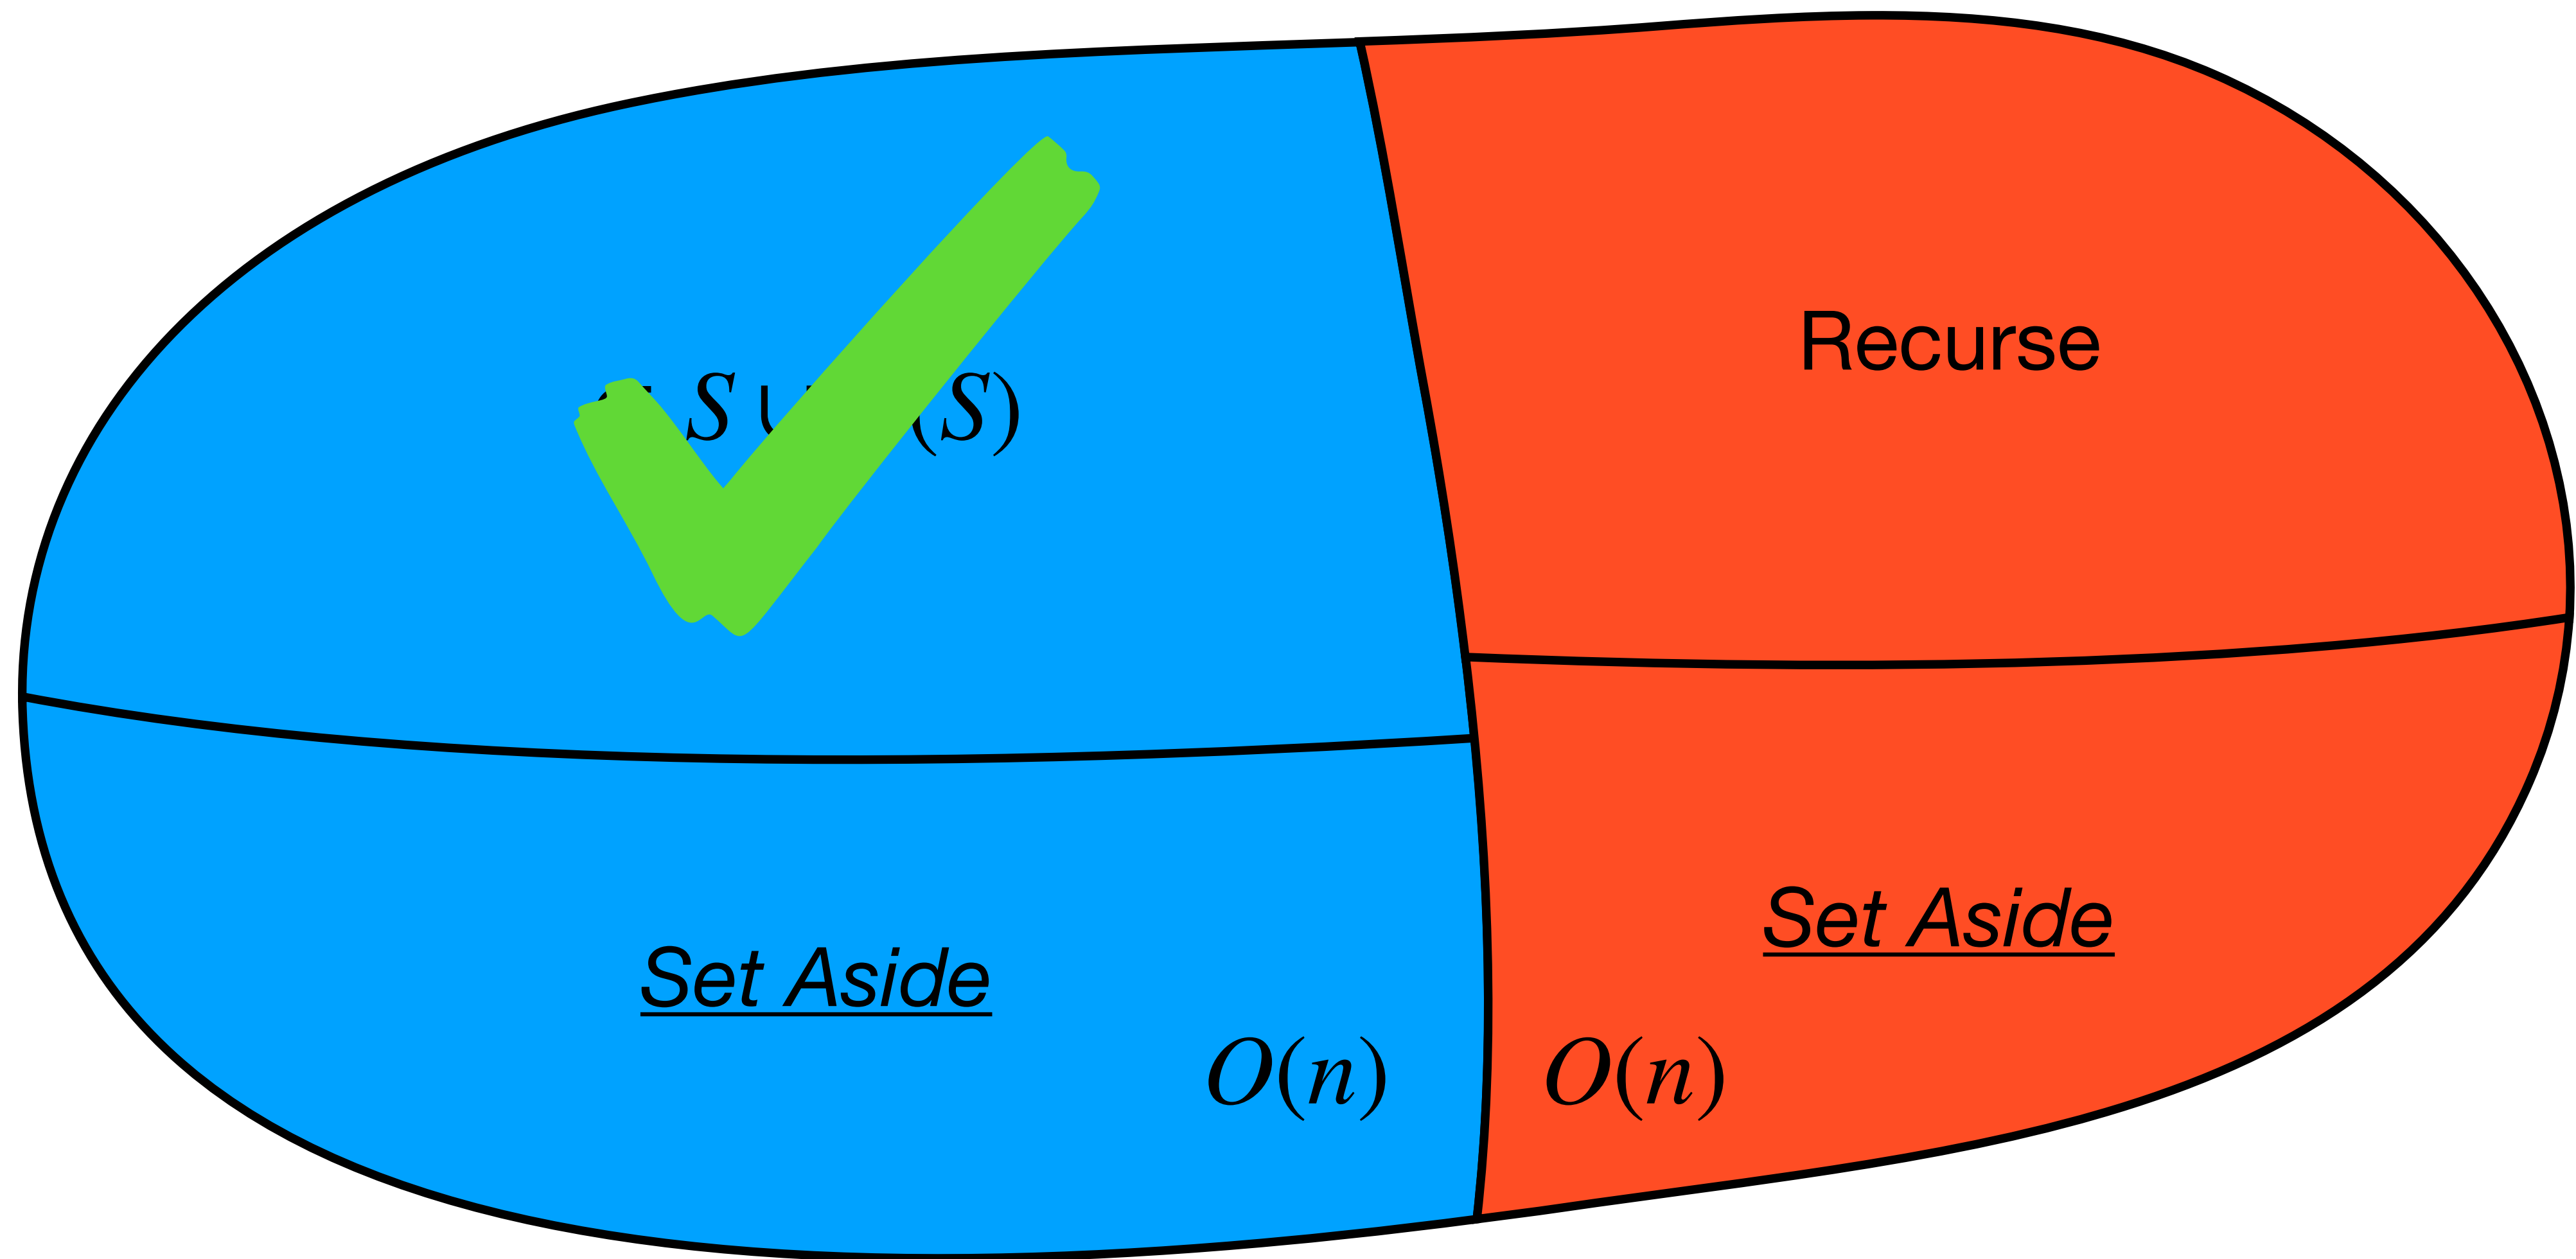 S ∪ (S)
Recurse
Set Aside
Set Aside
O(n)
O(n)